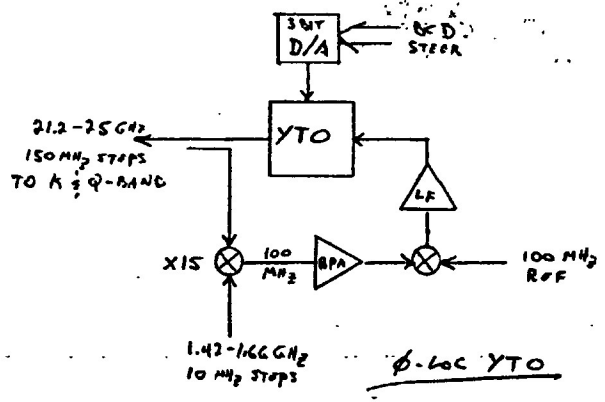 3 BIT
D/A
BCD
STEER
21.2-25 GHz
150 MHz STEPS
TO K & Q-BAND
YTO
LF
X15
100
MHz
BPA
100 MHz
REF
1.42-1.66 GHz
10 MHz STEPS
φ-LOC YTO